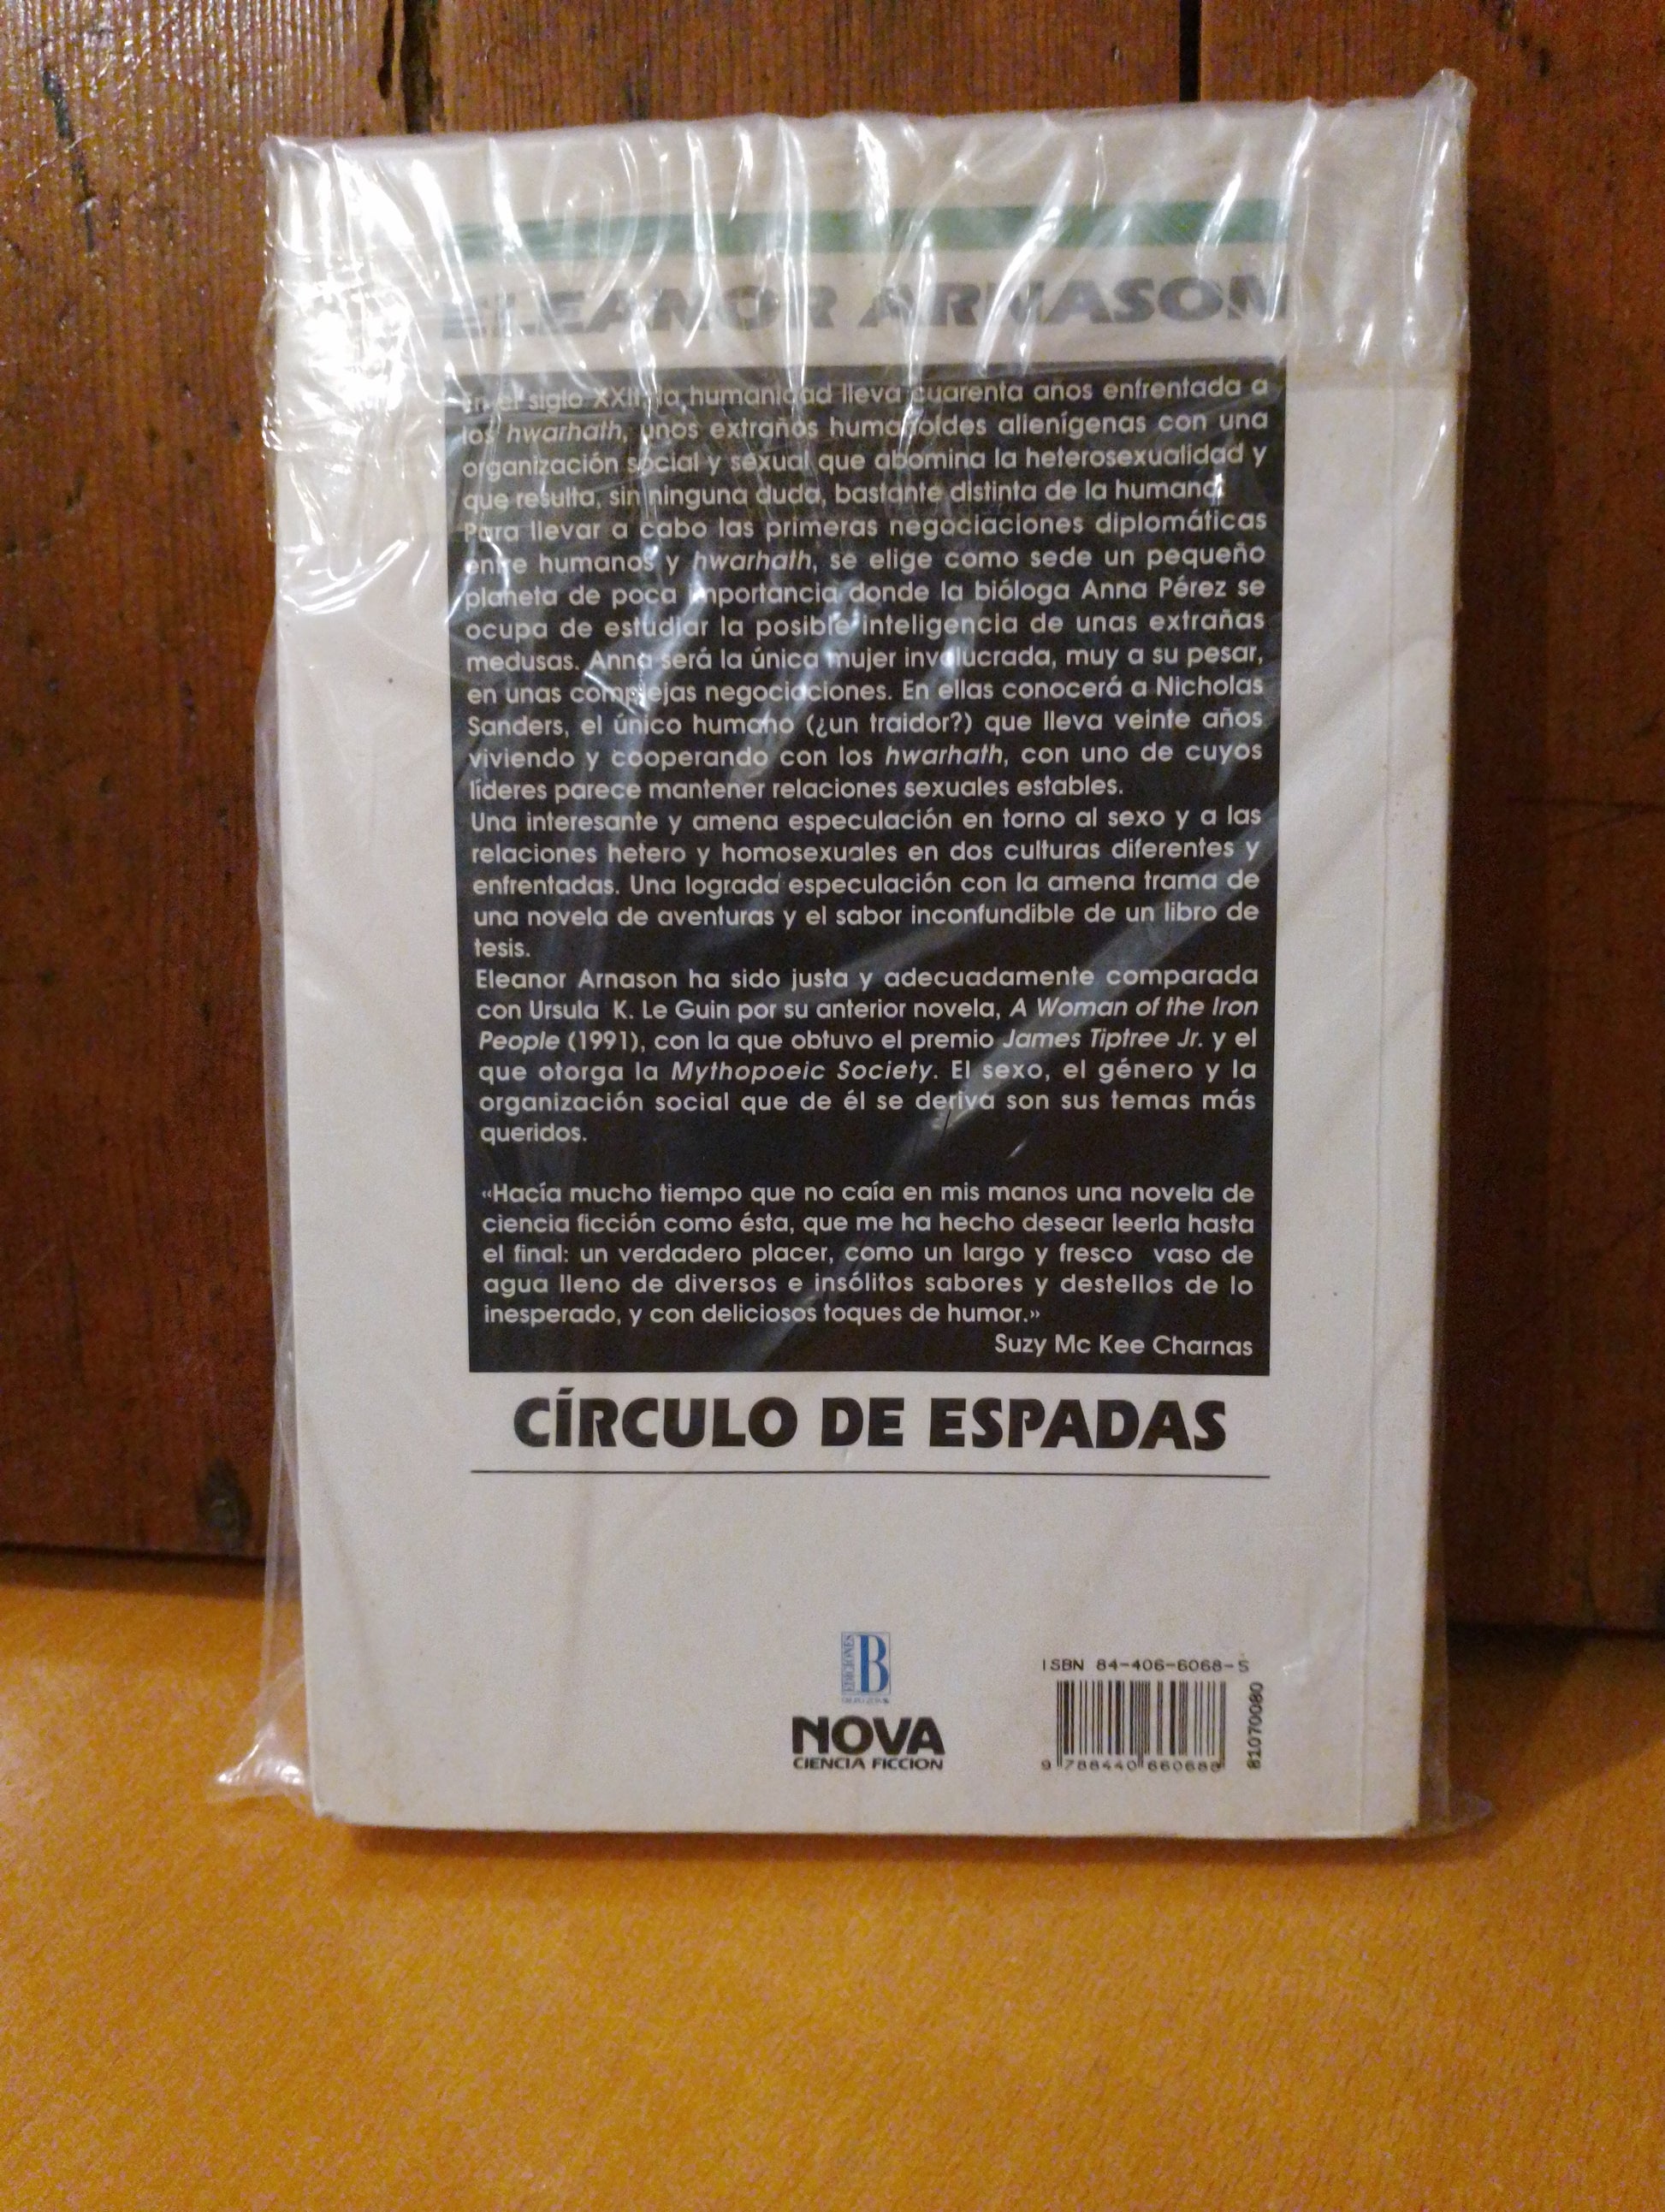 ELEANOR ARNASON
En el siglo XXII, la humanidad lleva cuarenta años enfrentada a
los hwarhath, unos extraños humanoides alienígenas con una
organización social y sexual que abomina la heterosexualidad y
que resulta, sin ninguna duda, bastante distinta de la humana.
Para llevar a cabo las primeras negociaciones diplomáticas
entre humanos y hwarhath, se elige como sede un pequeño
planeta de poca importancia donde la bióloga Anna Pérez se
ocupa de estudiar la posible inteligencia de unas extrañas
medusas. Anna será la única mujer involucrada, muy a su pesar,
en unas complejas negociaciones. En ellas conocerá a Nicholas
Sanders, el único humano (¿un traidor?) que lleva veinte años
viviendo y cooperando con los hwarhath, con uno de cuyos
líderes parece mantener relaciones sexuales estables.
Una interesante y amena especulación en torno al sexo y a las
relaciones hetero y homosexuales en dos culturas diferentes y
enfrentadas. Una lograda especulación con la amena trama de
una novela de aventuras y el sabor inconfundible de un libro de
tesis.
Eleanor Arnason ha sido justa y adecuadamente comparada
con Ursula K. Le Guin por su anterior novela, A Woman of the Iron
People (1991), con la que obtuvo el premio James Tiptree Jr. y el
que otorga la Mythopoeic Society. El sexo, el género y la
organización social que de él se deriva son sus temas más
queridos.
«Hacía mucho tiempo que no caía en mis manos una novela de
ciencia ficción como ésta, que me ha hecho desear leerla hasta
el final: un verdadero placer, como un largo y fresco vaso de
agua lleno de diversos e insólitos sabores y destellos de lo
inesperado, y con deliciosos toques de humor.»
Suzy Mc Kee Charnas
CÍRCULO DE ESPADAS
EDICIONES B
NOVA
CIENCIA FICCION
ISBN 84-406-6068-5
9 788440 660688
81070080